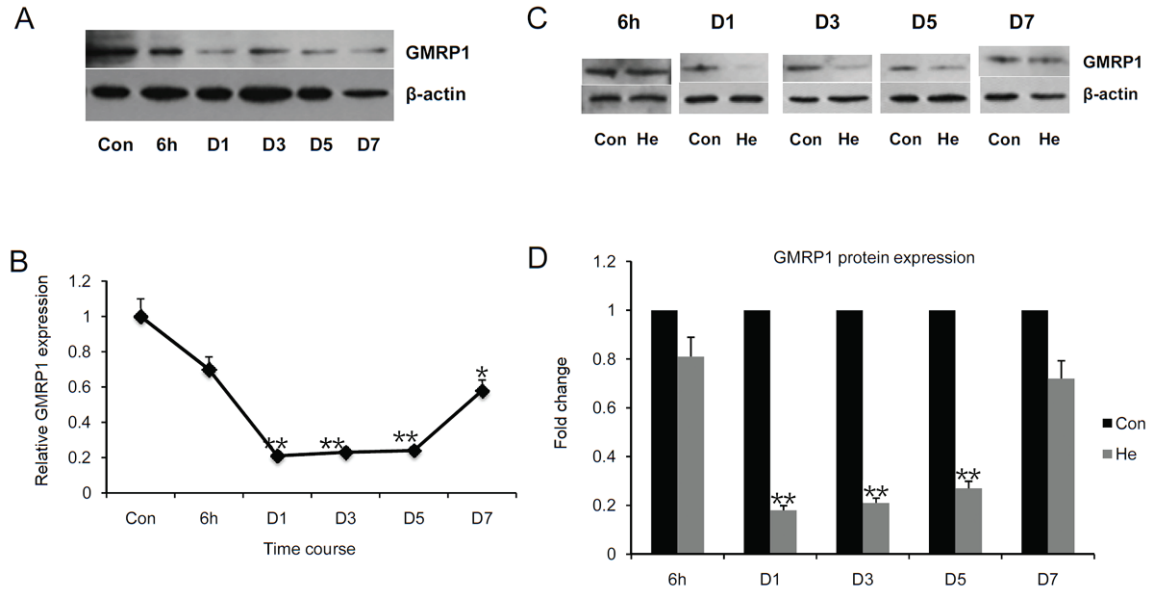 A
GMRP1
β-actin
Con 6h D1 D3 D5 D7
C
6h D1 D3 D5 D7
GMRP1
β-actin
Con He Con He Con He Con He Con He
B
Relative GMRP1 expression
1.2
1
0.8
0.6
0.4
0.2
0
** ** ** *
Con 6h D1 D3 D5 D7
Time course
D
GMRP1 protein expression
Fold change
1.2
1
0.8
0.6
0.4
0.2
0
** ** **
6h D1 D3 D5 D7
Con
He